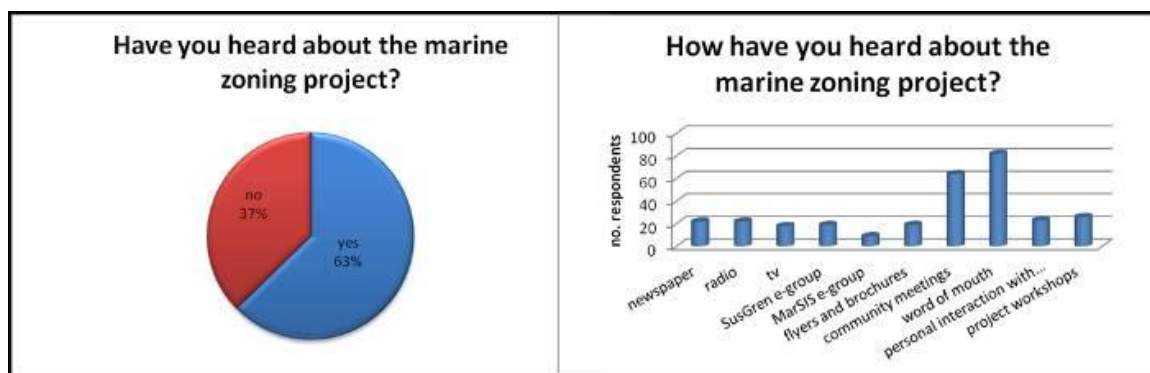 Have you heard about the marine
zoning project?
no
37%
yes
63%
How have you heard about the
marine zoning project?
no. respondents
100
80
60
40
20
0
newspaper
radio
tv
SusGren e-group
MarSIS e-group
flyers and brochures
community meetings
word of mouth
personal interaction with...
project workshops